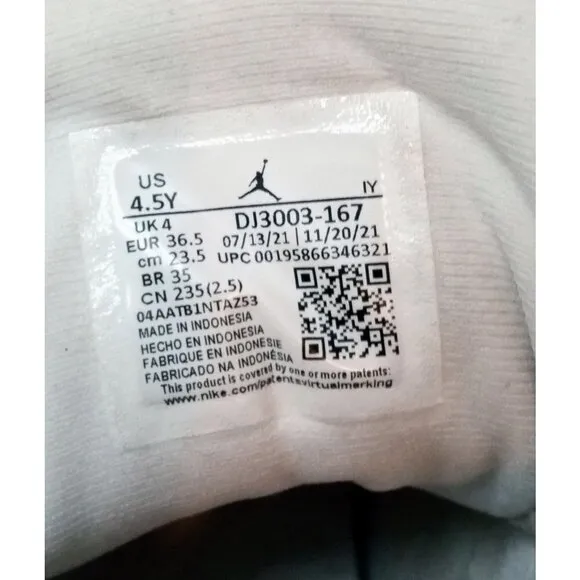 US
4.5Y
IY
UK 4
DJ3003-167
EUR 36.5
07/13/21 | 11/20/21
cm 23.5
UPC 00195866346321
BR 35
CN 235(2.5)
04AATB1NTAZ53
MADE IN INDONESIA
HECHO EN INDONESIA
FABRIQUE EN INDONESIE
FABRICADO NA INDONÉSIA
This product is covered by one or more patents:
www.nike.com/patentsvirtualmarking